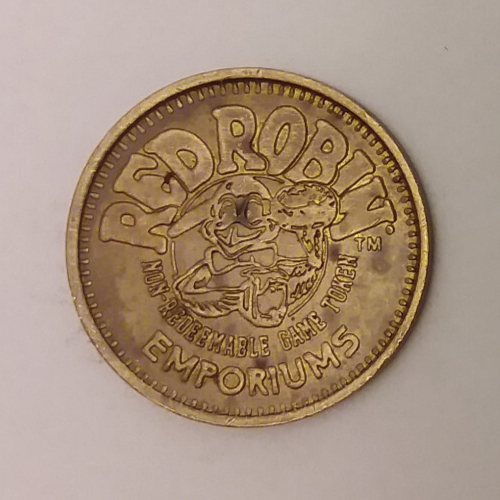 RED ROBIN
TM
NON-REDEEMABLE GAME TOKEN
EMPORIUMS